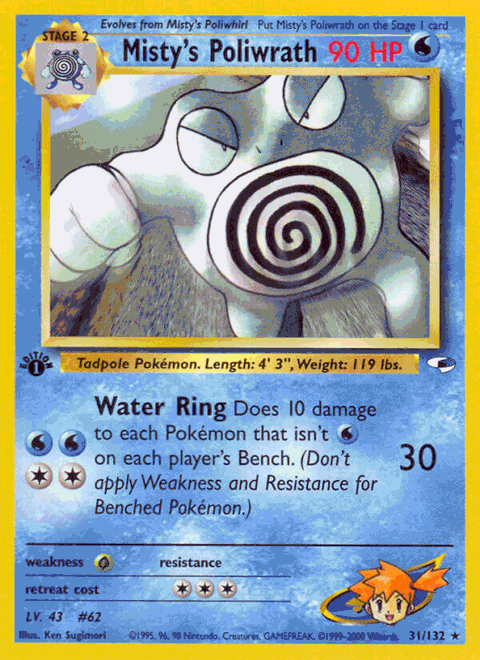 Evolves from Misty's Poliwhirl Put Misty's Poliwrath on the Stage 1 card
STAGE 2
Misty's Poliwrath 90 HP
EDITION
1
Tadpole Pokémon. Length: 4' 3", Weight: 119 lbs.
Water Ring Does 10 damage
to each Pokémon that isn't
on each player's Bench. (Don't
apply Weakness and Resistance for
Benched Pokémon.)
30
weakness resistance
retreat cost
LV. 43 #62
Illus. Ken Sugimori ©1995, 96, 98 Nintendo, Creatures, GAMEFREAK. ©1999-2000 Wizards. 31/132 ★